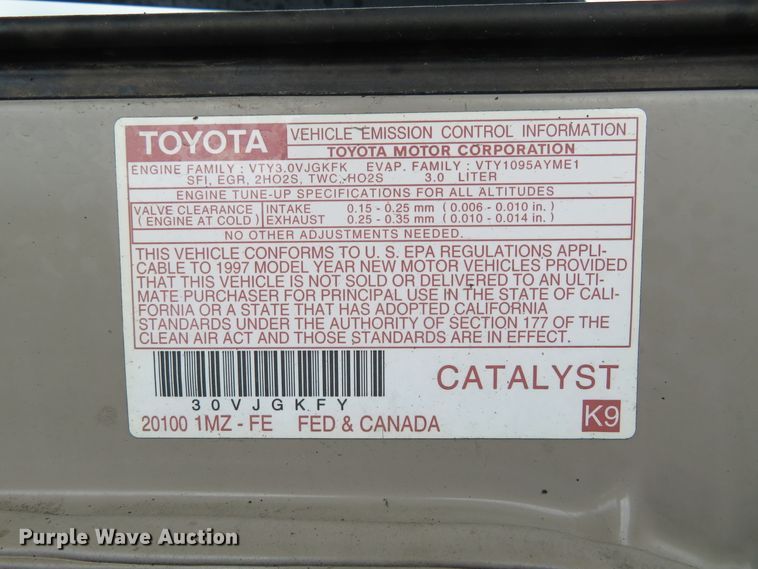 TOYOTA
VEHICLE EMISSION CONTROL INFORMATION
TOYOTA MOTOR CORPORATION
ENGINE FAMILY : VTY3.0VJGKFK EVAP. FAMILY : VTY1095AYME1
SFI, EGR, 2HO2S, TWC, HO2S 3.0 LITER
ENGINE TUNE-UP SPECIFICATIONS FOR ALL ALTITUDES
VALVE CLEARANCE INTAKE 0.15 - 0.25 mm (0.006 - 0.010 in.)
(ENGINE AT COLD) EXHAUST 0.25 - 0.35 mm (0.010 - 0.014 in.)
NO OTHER ADJUSTMENTS NEEDED.
THIS VEHICLE CONFORMS TO U. S. EPA REGULATIONS APPLI-
CABLE TO 1997 MODEL YEAR NEW MOTOR VEHICLES PROVIDED
THAT THIS VEHICLE IS NOT SOLD OR DELIVERED TO AN ULTI-
MATE PURCHASER FOR PRINCIPAL USE IN THE STATE OF CALI-
FORNIA OR A STATE THAT HAS ADOPTED CALIFORNIA
STANDARDS UNDER THE AUTHORITY OF SECTION 177 OF THE
CLEAN AIR ACT AND THOSE STANDARDS ARE IN EFFECT.
30VJGKFY
CATALYST
20100 1MZ - FE FED & CANADA
K9
Purple Wave Auction